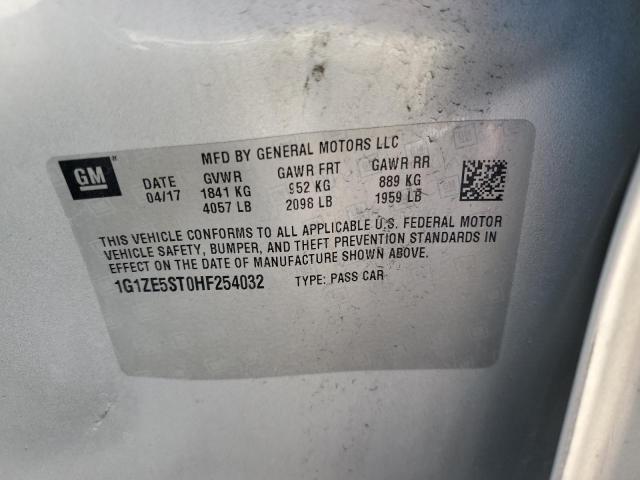 MFD BY GENERAL MOTORS LLC
GM
DATE GVWR GAWR FRT GAWR RR
04/17 1841 KG 952 KG 889 KG
4057 LB 2098 LB 1959 LB
THIS VEHICLE CONFORMS TO ALL APPLICABLE U.S. FEDERAL MOTOR
VEHICLE SAFETY, BUMPER, AND THEFT PREVENTION STANDARDS IN
EFFECT ON THE DATE OF MANUFACTURE SHOWN ABOVE.
1G1ZE5ST0HF254032 TYPE: PASS CAR